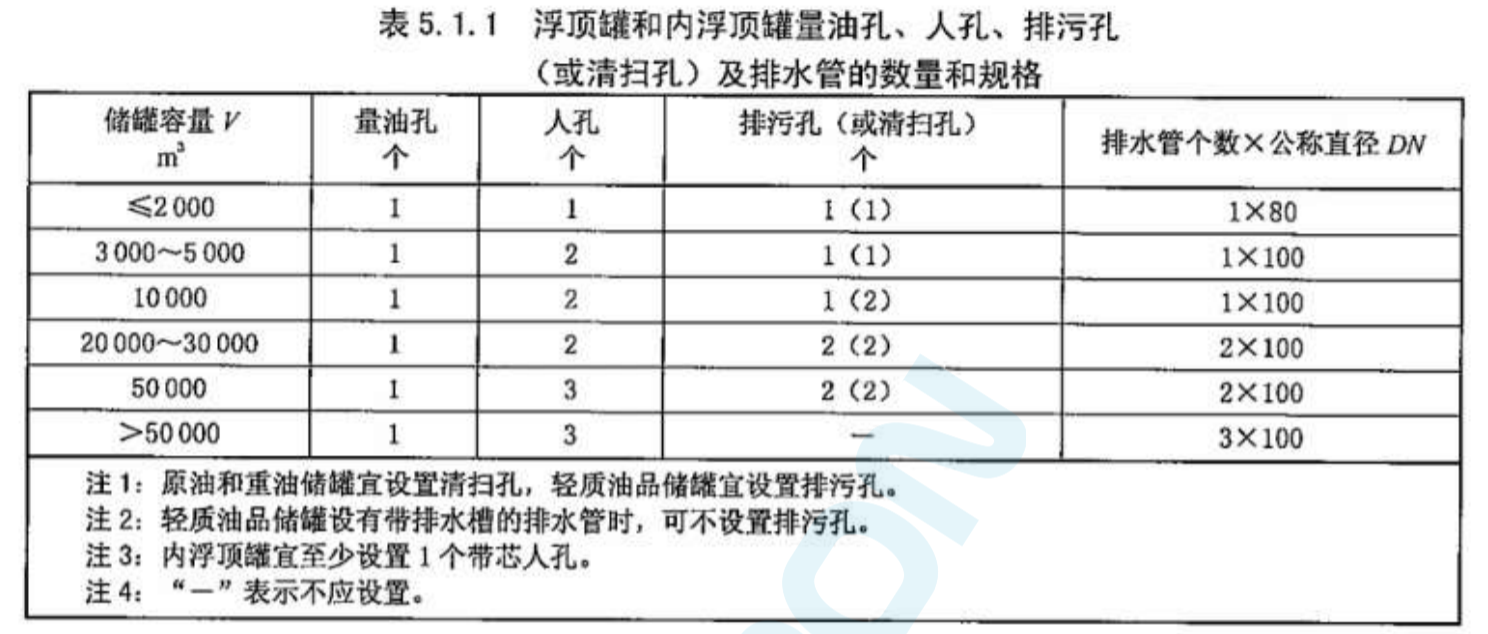 表 5.1.1 浮顶罐和内浮顶罐量油孔、人孔、排污孔
（或清扫孔）及排水管的数量和规格
储罐容量 V m³ 量油孔 个 人孔 个 排污孔（或清扫孔） 个 排水管个数×公称直径 DN
≤2 000 1 1 1（1） 1×80
3 000～5 000 1 2 1（1） 1×100
10 000 1 2 1（2） 1×100
20 000～30 000 1 2 2（2） 2×100
50 000 1 3 2（2） 2×100
＞50 000 1 3 — 3×100
注 1：原油和重油储罐宜设置清扫孔，轻质油品储罐宜设置排污孔。
注 2：轻质油品储罐设有带排水槽的排水管时，可不设置排污孔。
注 3：内浮顶罐宜至少设置 1 个带芯人孔。
注 4：“—”表示不应设置。